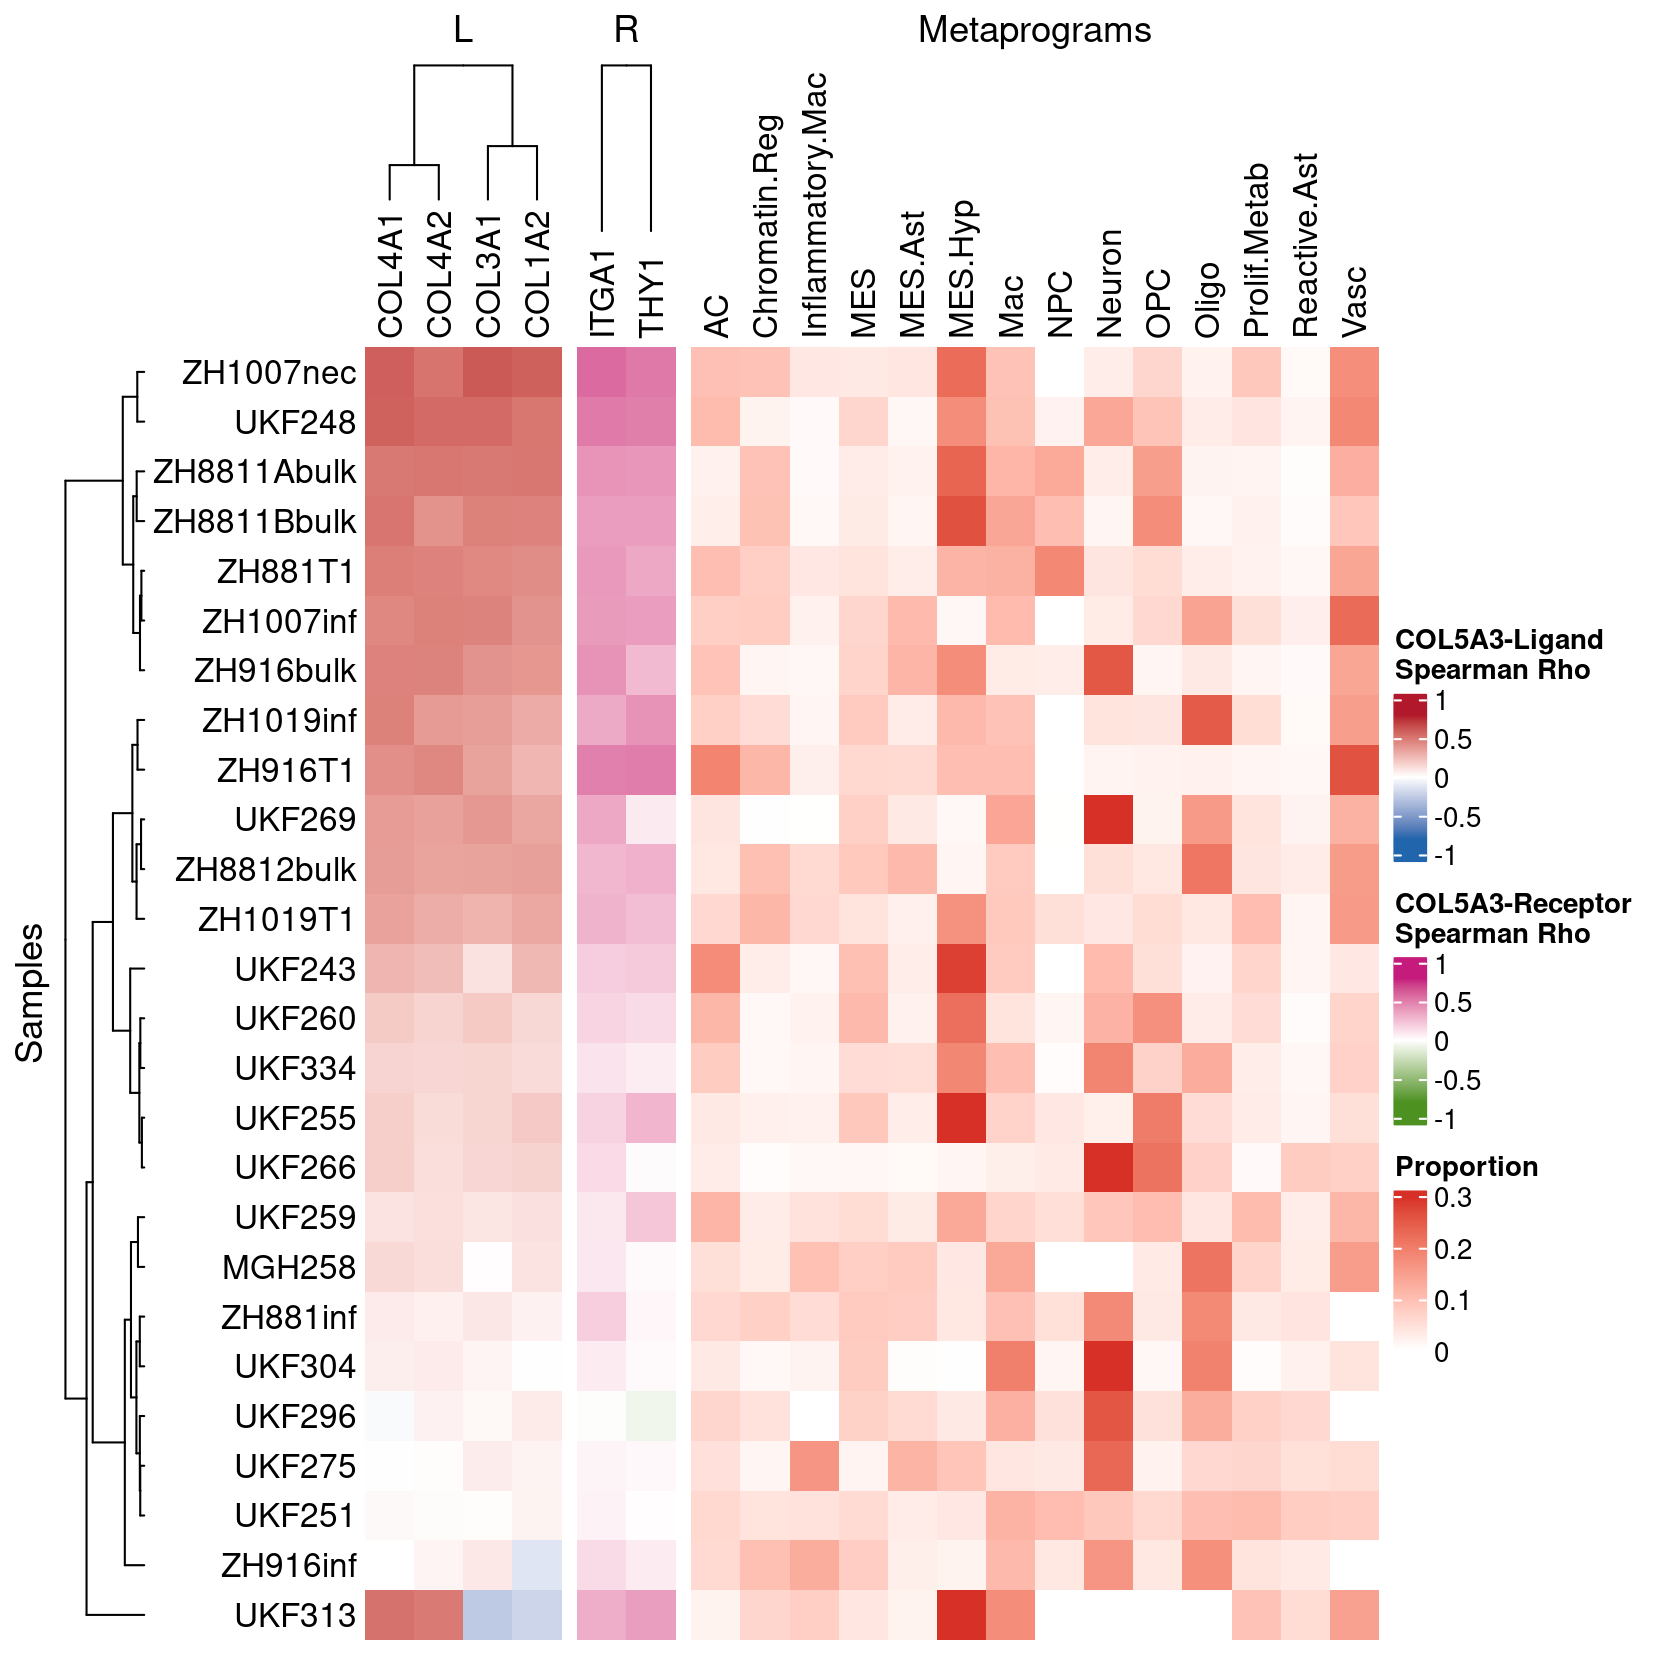 L R Metaprograms
COL4A1 COL4A2 COL3A1 COL1A2 ITGA1 THY1 AC Chromatin.Reg Inflammatory.Mac MES MES.Ast MES.Hyp Mac NPC Neuron OPC Oligo Prolif.Metab Reactive.Ast Vasc
Samples
ZH1007nec
UKF248
ZH8811Abulk
ZH8811Bbulk
ZH881T1
ZH1007inf
ZH916bulk
ZH1019inf
ZH916T1
UKF269
ZH8812bulk
ZH1019T1
UKF243
UKF260
UKF334
UKF255
UKF266
UKF259
MGH258
ZH881inf
UKF304
UKF296
UKF275
UKF251
ZH916inf
UKF313
COL5A3-Ligand
Spearman Rho
1
0.5
0
-0.5
-1
COL5A3-Receptor
Spearman Rho
1
0.5
0
-0.5
-1
Proportion
0.3
0.2
0.1
0